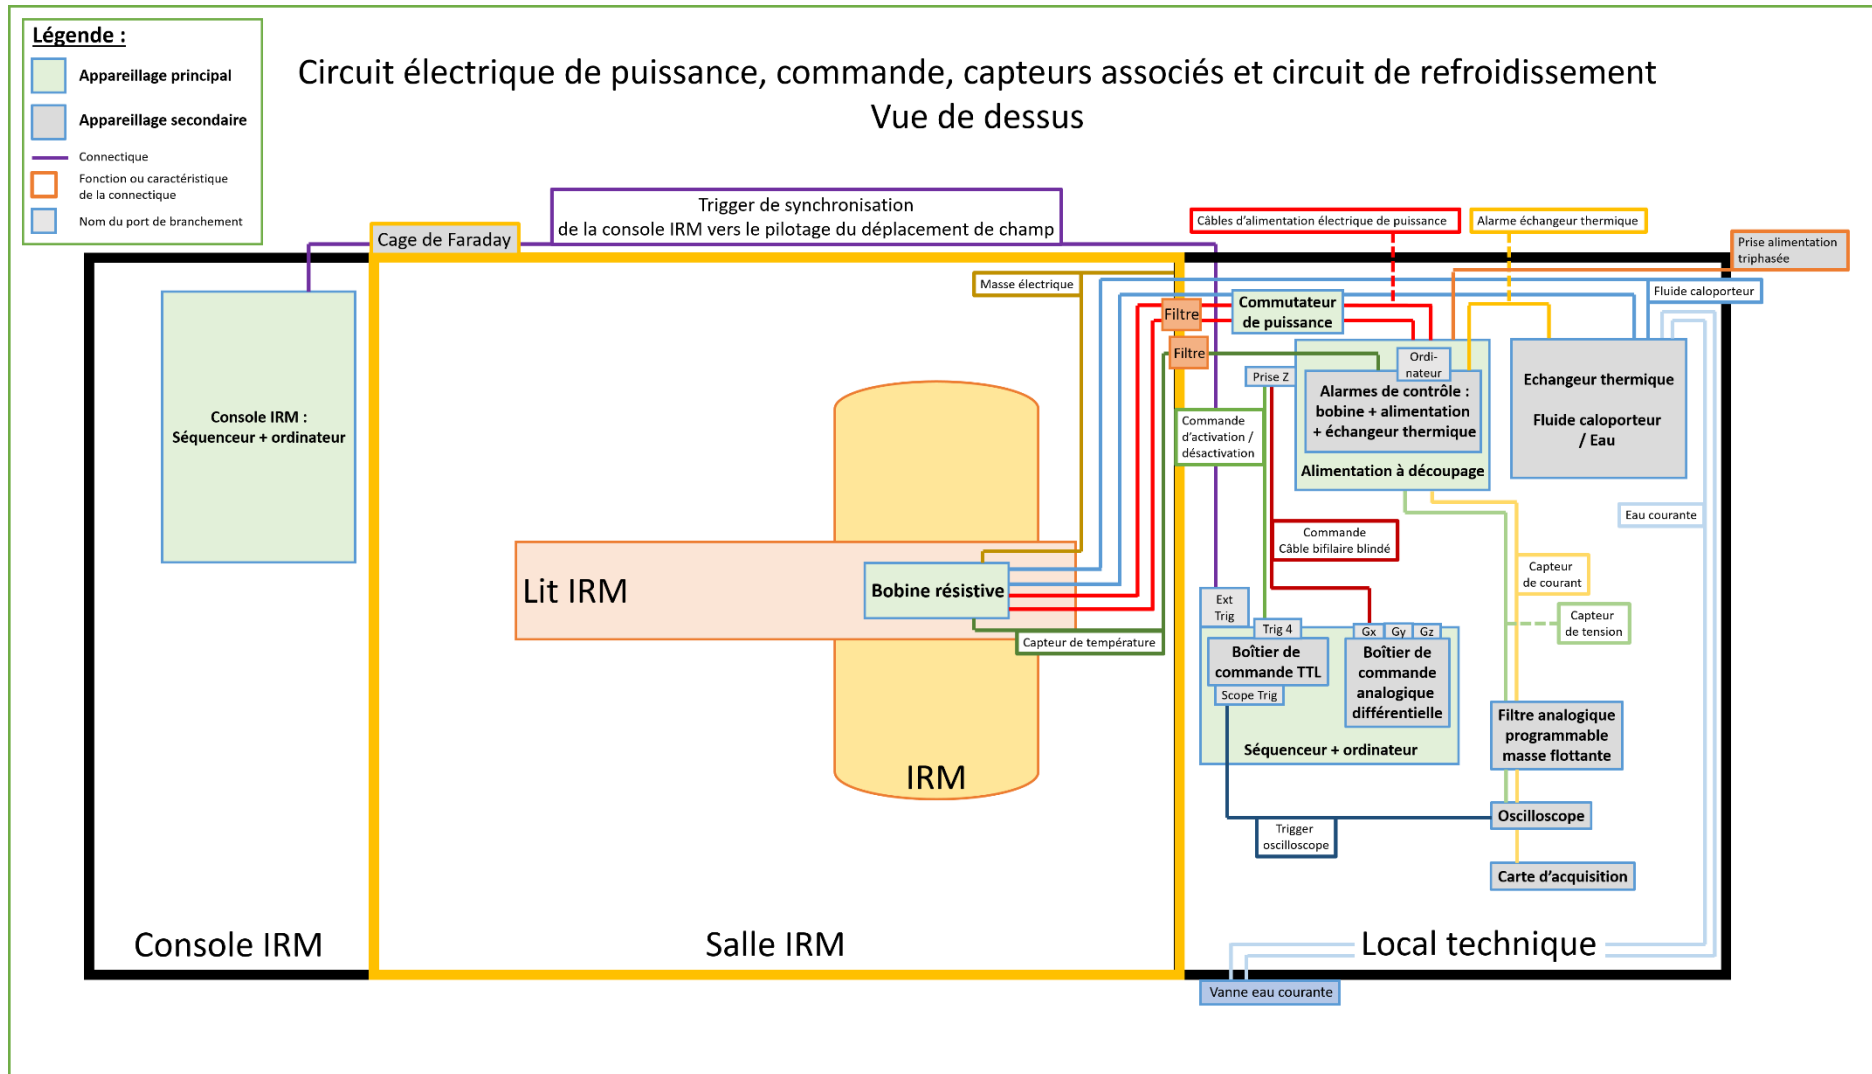 Légende :
Appareillage principal
Appareillage secondaire
Connectique
Fonction ou caractéristique
de la connectique
Nom du port de branchement
Circuit électrique de puissance, commande, capteurs associés et circuit de refroidissement
Vue de dessus
Trigger de synchronisation
de la console IRM vers le pilotage du déplacement de champ
Cage de Faraday
Câbles d’alimentation électrique de puissance
Alarme échangeur thermique
Prise alimentation
triphasée
Masse électrique
Fluide caloporteur
Commutateur
de puissance
Filtre
Filtre
Ordi-
nateur
Prise Z
Alarmes de contrôle :
bobine + alimentation
+ échangeur thermique
Alimentation à découpage
Echangeur thermique
Fluide caloporteur
/ Eau
Console IRM :
Séquenceur + ordinateur
Commande
d’activation /
désactivation
Eau courante
Commande
Câble bifilaire blindé
Capteur
de courant
Lit IRM
Bobine résistive
Capteur de température
Capteur
de tension
Ext
Trig
Trig 4
Gx
Gy
Gz
Boîtier de
commande TTL
Scope Trig
Boîtier de
commande
analogique
différentielle
Séquenceur + ordinateur
Filtre analogique
programmable
masse flottante
IRM
Oscilloscope
Trigger
oscilloscope
Carte d’acquisition
Console IRM
Salle IRM
Local technique
Vanne eau courante